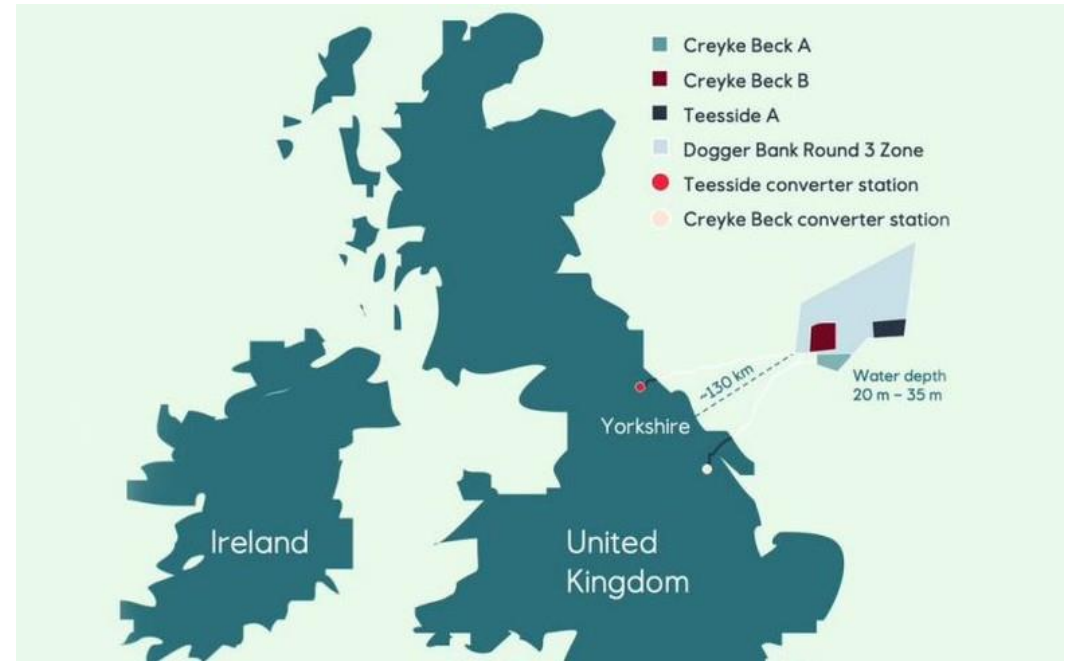 Creyke Beck A
Creyke Beck B
Teesside A
Dogger Bank Round 3 Zone
Teesside converter station
Creyke Beck converter station
~130 km
Water depth
20 m – 35 m
Yorkshire
Ireland
United
Kingdom